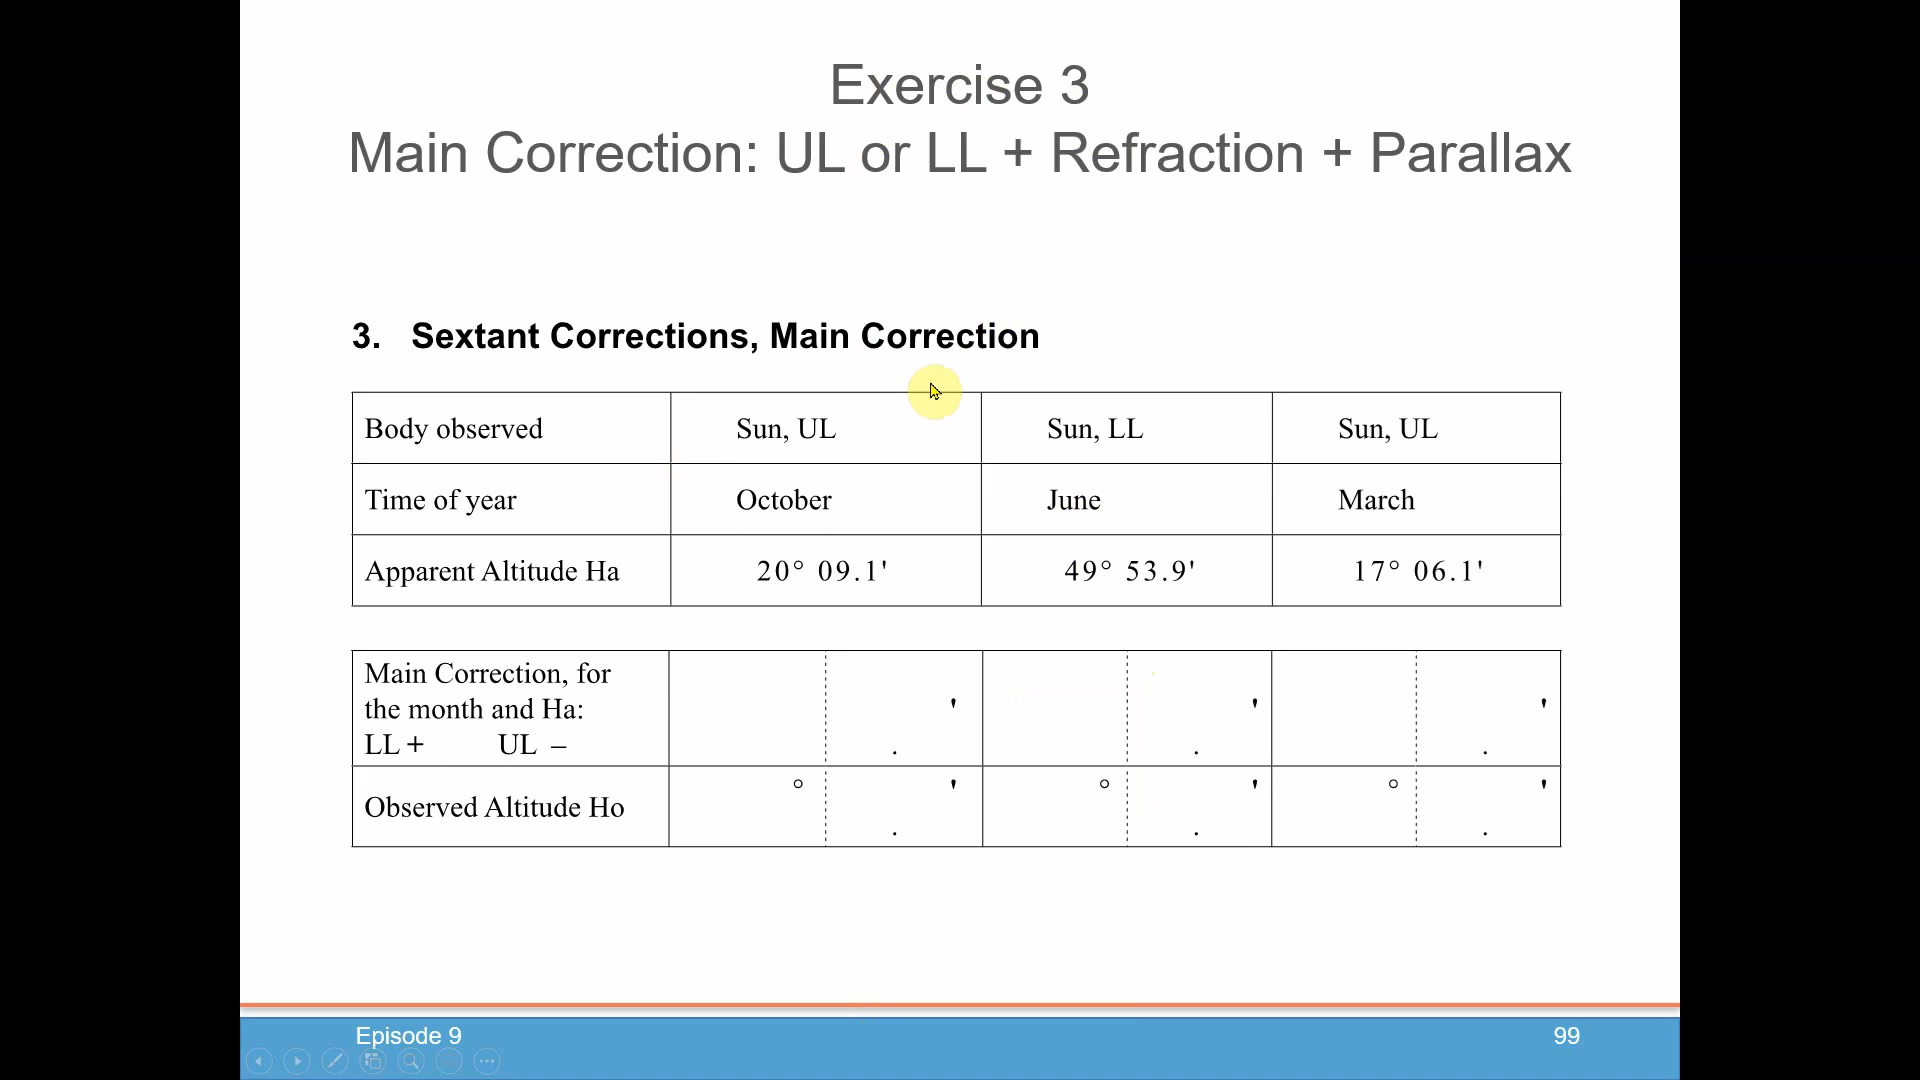 Exercise 3
Main Correction: UL or LL + Refraction + Parallax
3. Sextant Corrections, Main Correction
Body observed Sun, UL Sun, LL Sun, UL
Time of year October June March
Apparent Altitude Ha 20° 09.1' 49° 53.9' 17° 06.1'
Main Correction, for
the month and Ha: ' ' '
LL + UL – . . .
Observed Altitude Ho ° . ' ° . ' ° . '
Episode 9 99